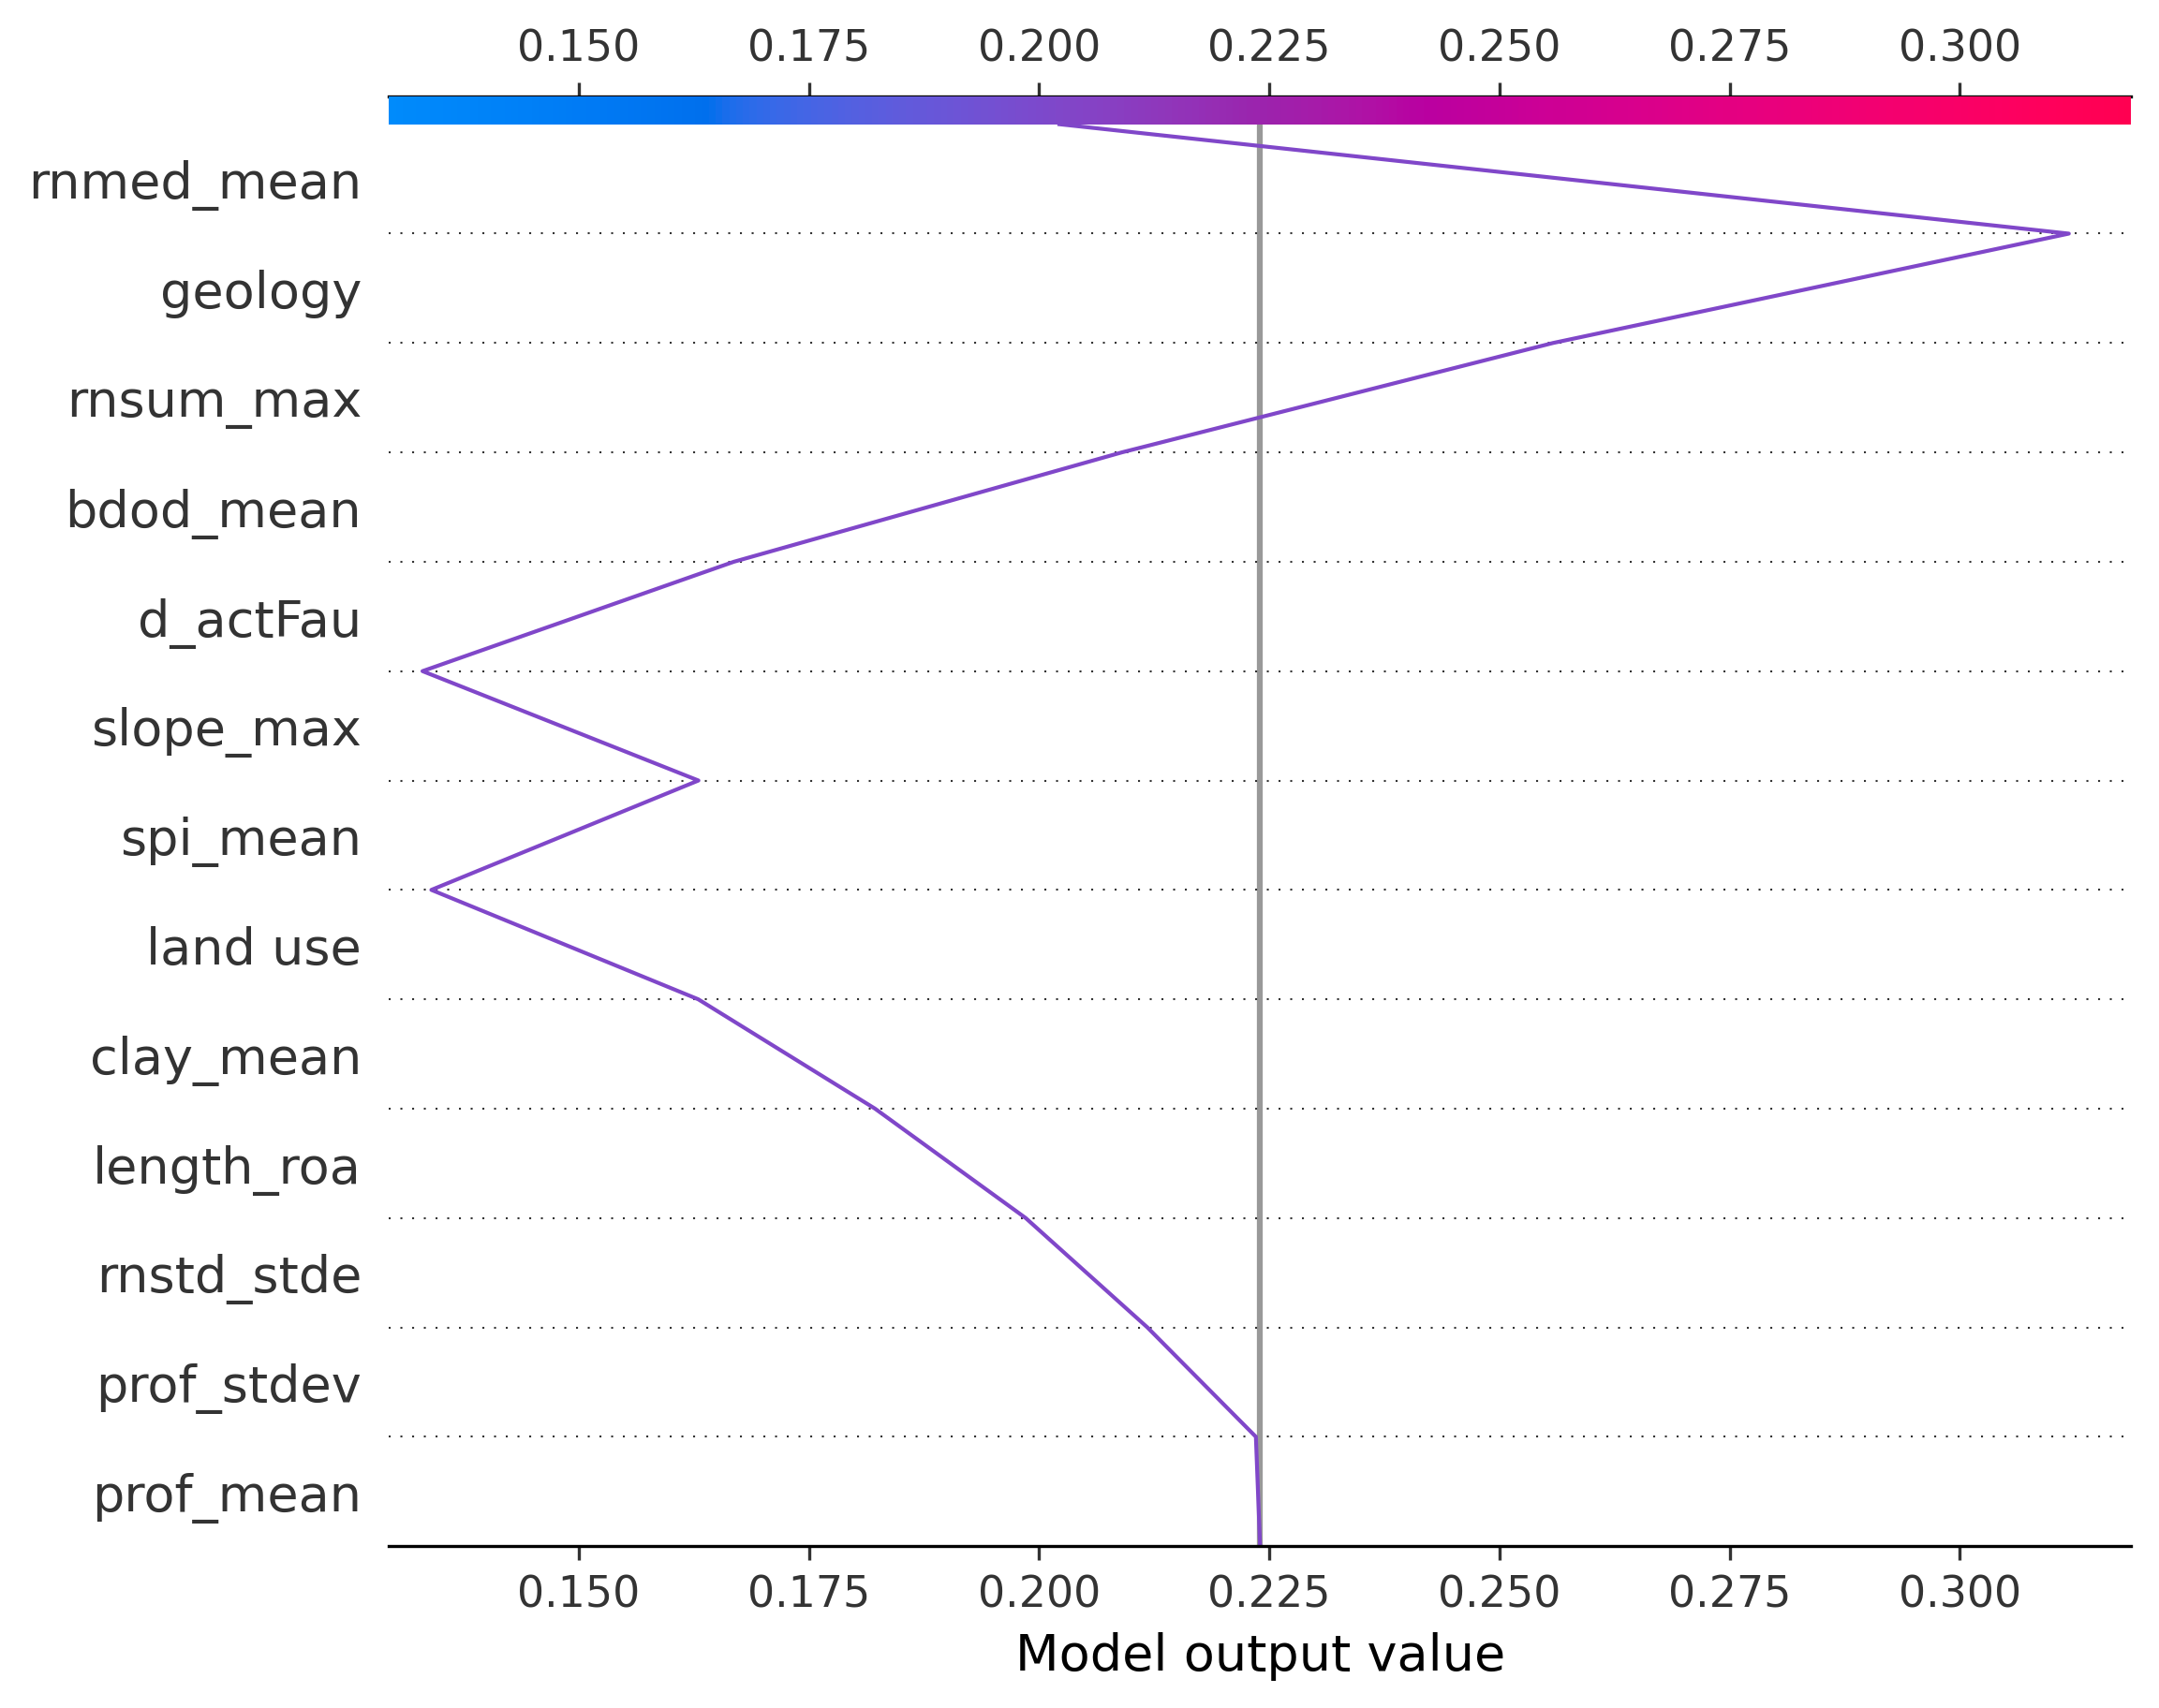 0.150 0.175 0.200 0.225 0.250 0.275 0.300
rnmed_mean
geology
rnsum_max
bdod_mean
d_actFau
slope_max
spi_mean
land use
clay_mean
length_roa
rnstd_stde
prof_stdev
prof_mean
0.150 0.175 0.200 0.225 0.250 0.275 0.300
Model output value